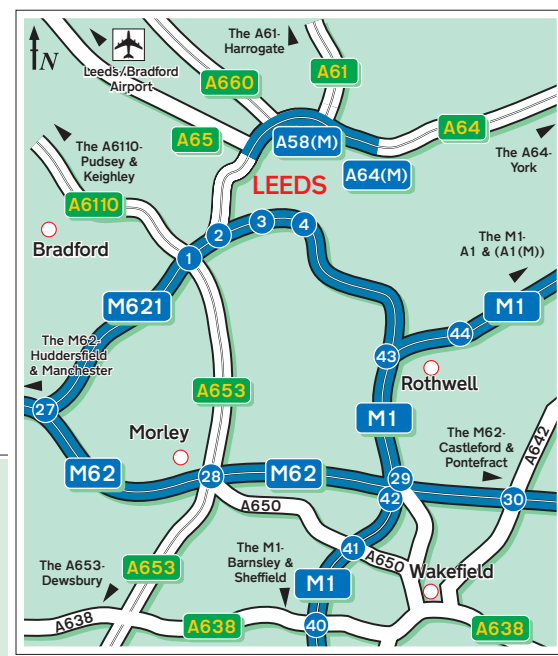 N
Leeds/Bradford
Airport
The A61-
Harrogate
A660
A61
A65
A58(M)
A64
A64(M)
The A64-
York
The A6110-
Pudsey &
Keighley
A6110
LEEDS
Bradford
1
2
3
4
The M1-
A1 & (A1(M))
M621
M1
44
43
The M62-
Huddersfield
& Manchester
Rothwell
A653
M1
27
Morley
A642
The M62-
Castleford &
Pontefract
M62
28
M62
29
42
30
A650
41
A650
The A653-
Dewsbury
A653
The M1-
Barnsley &
Sheffield
M1
Wakefield
A638
A638
40
A638